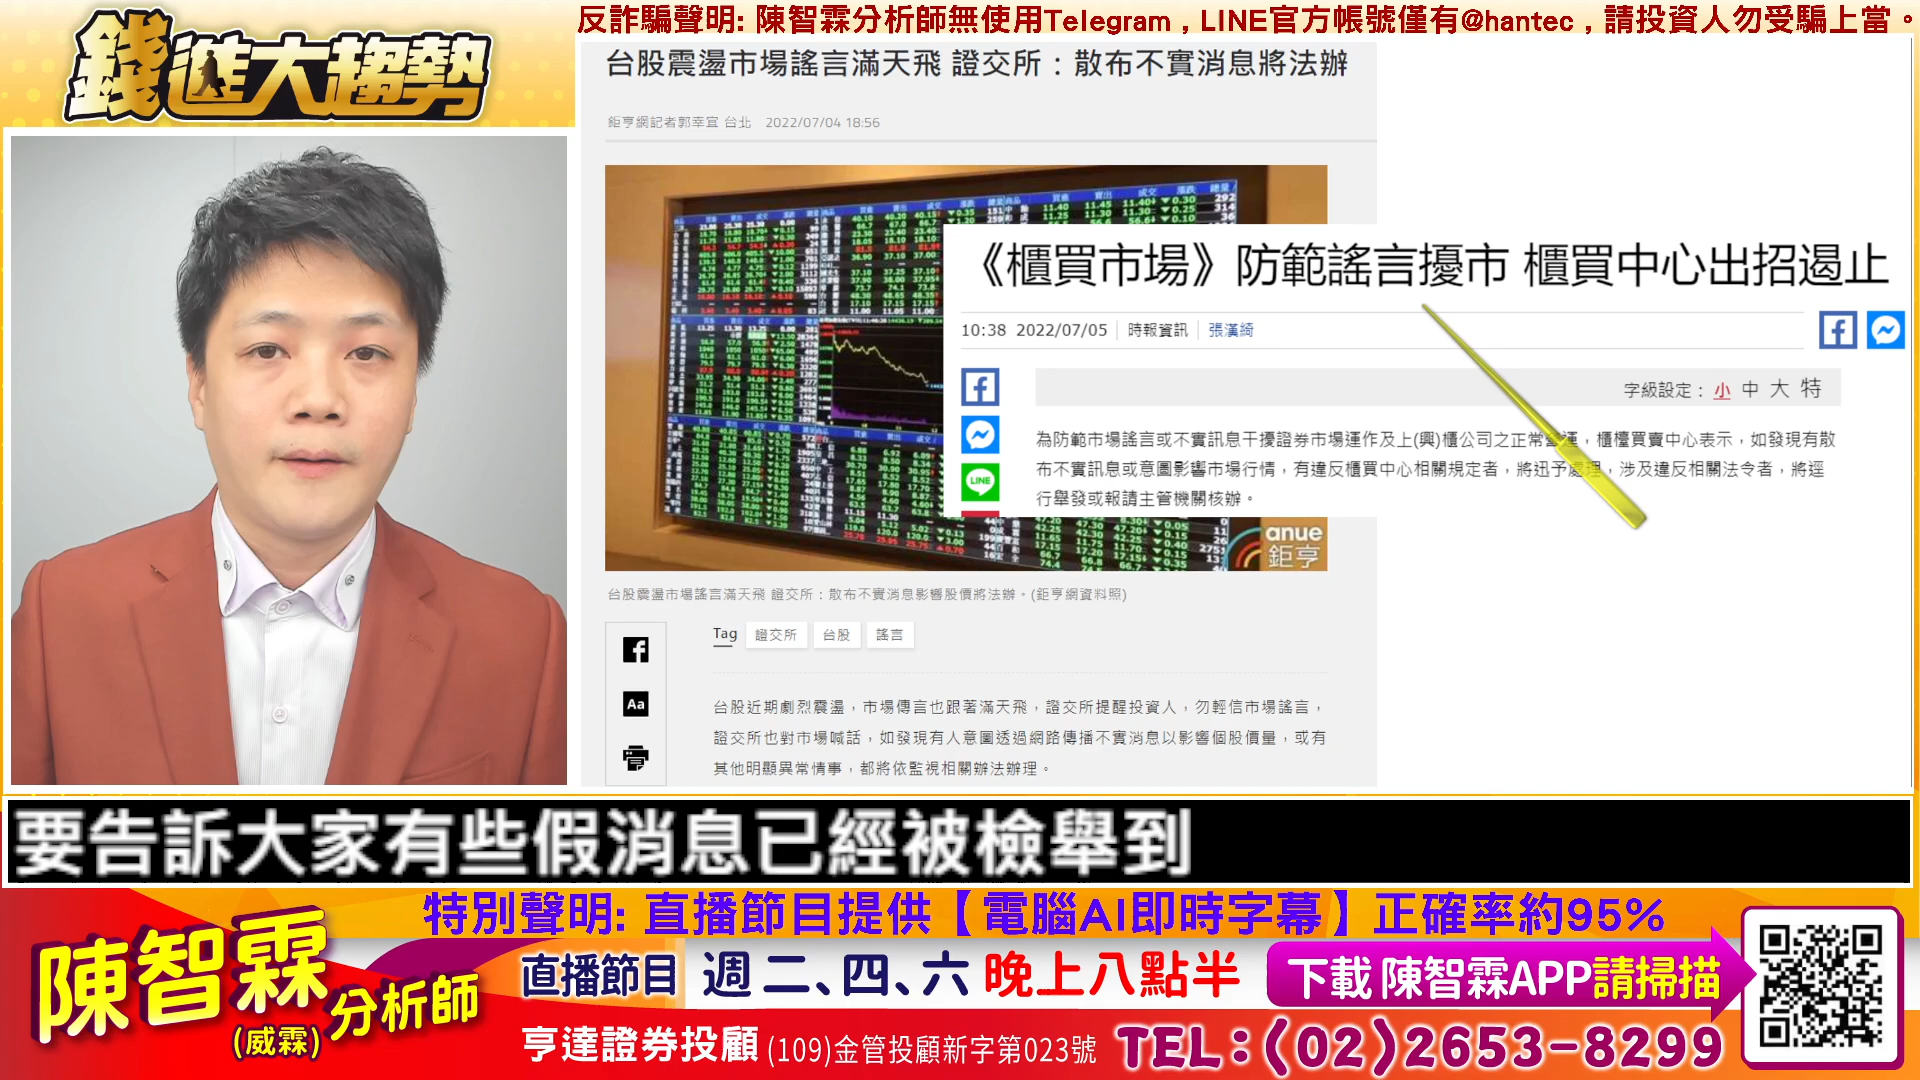 反詐騙聲明: 陳智霖分析師無使用Telegram , LINE官方帳號僅有@hantec , 請投資人勿受騙上當。
錢進大趨勢
台股震盪市場謠言滿天飛 證交所：散布不實消息將法辦
鉅亨網記者郭幸宜 台北 2022/07/04 18:56
《櫃買市場》防範謠言擾市 櫃買中心出招遏止
10:38 2022/07/05 時報資訊 張漢綺
字級設定： 小 中 大 特
為防範市場謠言或不實訊息干擾證券市場運作及上(興)櫃公司之正常營運，櫃檯買賣中心表示，如發現有散
布不實訊息或意圖影響市場行情，有違反櫃買中心相關規定者，將迅予處理，涉及違反相關法令者，將逕
行舉發或報請主管機關核辦。
LINE
anue
鉅亨
台股震盪市場謠言滿天飛 證交所：散布不實消息影響股價將法辦。(鉅亨網資料照)
Tag 證交所 台股 謠言
Aa
台股近期劇烈震盪，市場傳言也跟著滿天飛，證交所提醒投資人，勿輕信市場謠言，
證交所也對市場喊話，如發現有人意圖透過網路傳播不實消息以影響個股價量，或有
其他明顯異常情事，都將依監視相關辦法辦理。
要告訴大家有些假消息已經被檢舉到
特別聲明: 直播節目提供【電腦AI即時字幕】正確率約95%
陳智霖分析師
(威霖)
直播節目 週二、四、六 晚上八點半
下載 陳智霖APP請掃描
亨達證券投顧 (109)金管投顧新字第023號 TEL：(02)2653-8299